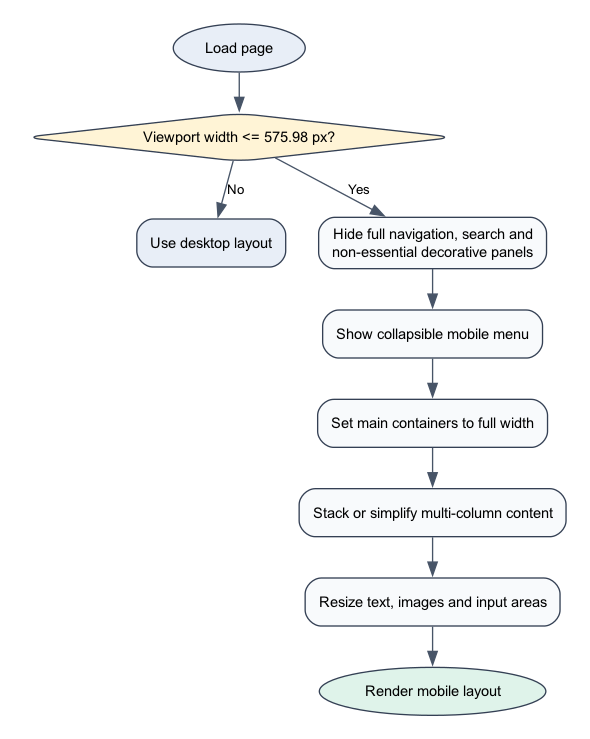 Load page
Viewport width <= 575.98 px?
No
Yes
Use desktop layout
Hide full navigation, search and
non-essential decorative panels
Show collapsible mobile menu
Set main containers to full width
Stack or simplify multi-column content
Resize text, images and input areas
Render mobile layout